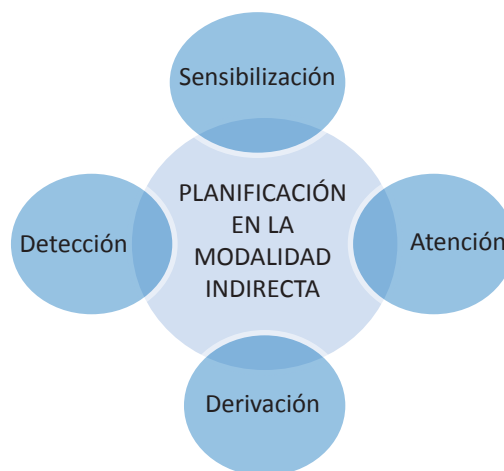 Sensibilización
PLANIFICACIÓN
EN LA
MODALIDAD
INDIRECTA
Detección
Atención
Derivación